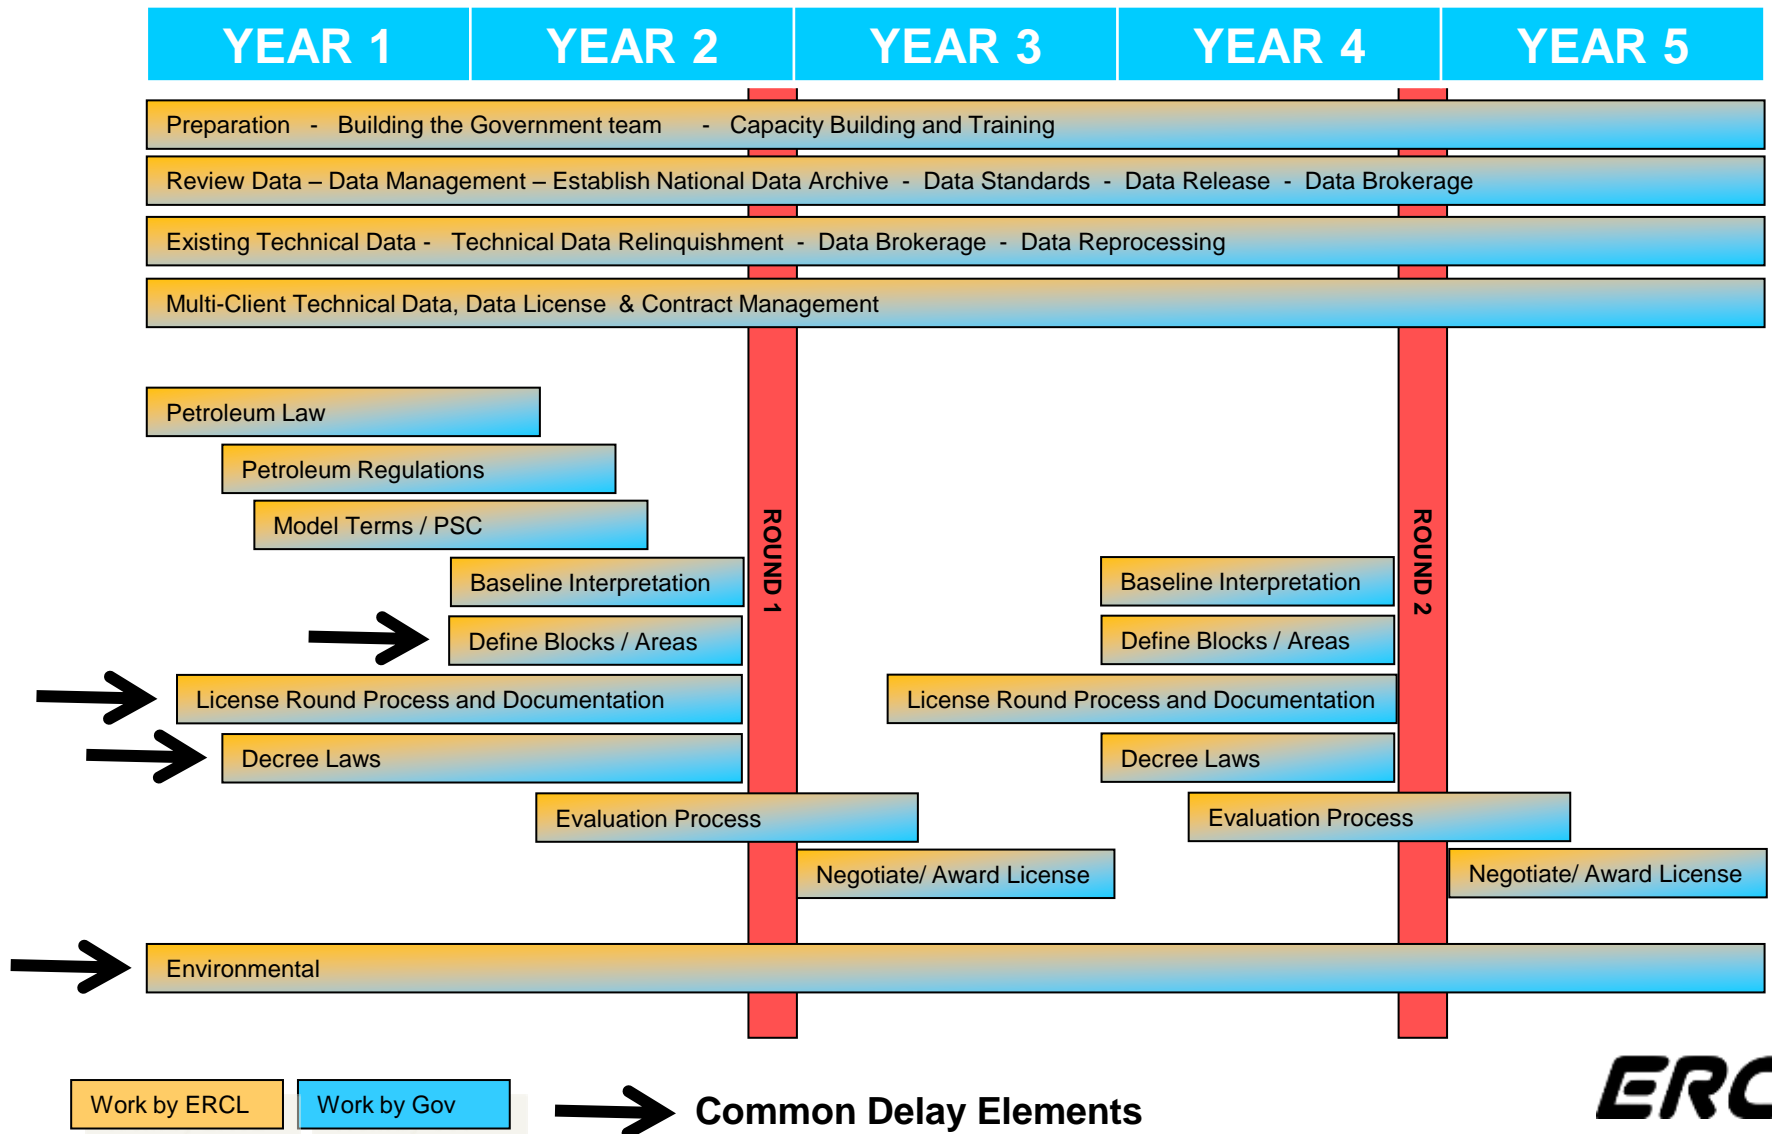 YEAR 1 YEAR 2 YEAR 3 YEAR 4 YEAR 5
Preparation - Building the Government team - Capacity Building and Training
Review Data – Data Management – Establish National Data Archive - Data Standards - Data Release - Data Brokerage
Existing Technical Data - Technical Data Relinquishment - Data Brokerage - Data Reprocessing
Multi-Client Technical Data, Data License & Contract Management
Petroleum Law
Petroleum Regulations
Model Terms / PSC
ROUND 1
ROUND 2
Baseline Interpretation
Baseline Interpretation
Define Blocks / Areas
Define Blocks / Areas
License Round Process and Documentation
License Round Process and Documentation
Decree Laws
Decree Laws
Evaluation Process
Evaluation Process
Negotiate/ Award License
Negotiate/ Award License
Environmental
Work by ERCL
Work by Gov
Common Delay Elements